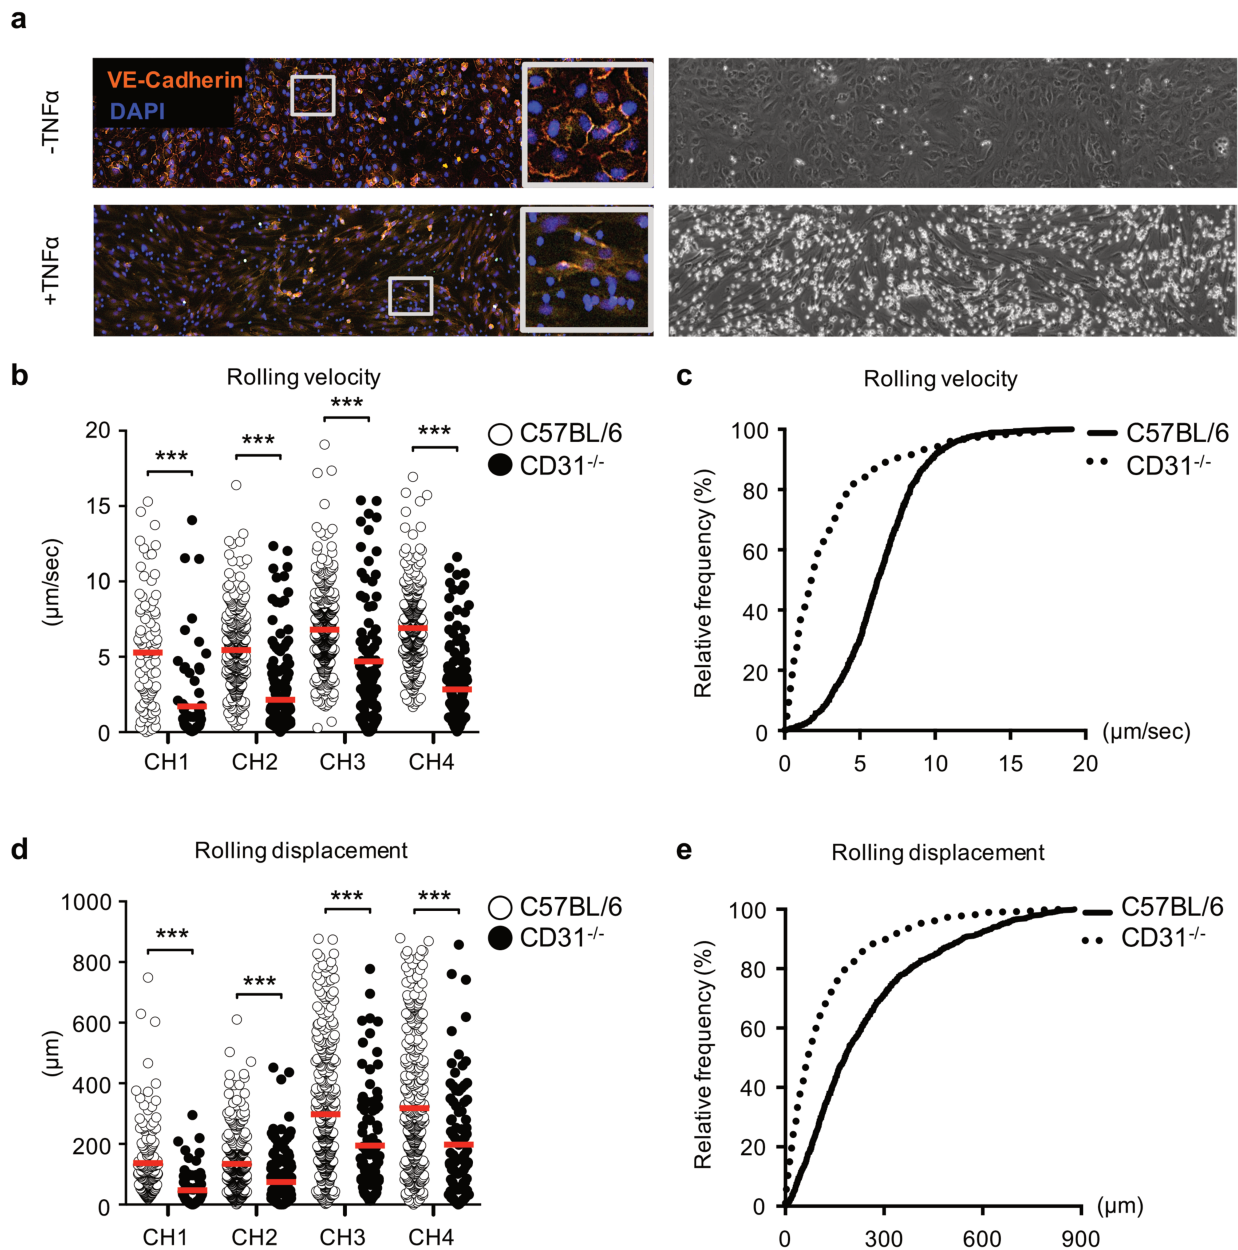 a
VE-Cadherin
DAPI
-TNFα
+TNFα
b
Rolling velocity
(µm/sec)
20
15
10
5
0
***
***
***
***
C57BL/6
CD31-/-
CH1 CH2 CH3 CH4
c
Rolling velocity
Relative frequency (%)
100
80
60
40
20
0
C57BL/6
CD31-/-
(µm/sec)
0 5 10 15 20
d
Rolling displacement
(µm)
1000
800
600
400
200
0
***
***
***
***
C57BL/6
CD31-/-
CH1 CH2 CH3 CH4
e
Rolling displacement
Relative frequency (%)
100
80
60
40
20
0
C57BL/6
CD31-/-
(µm)
0 300 600 900